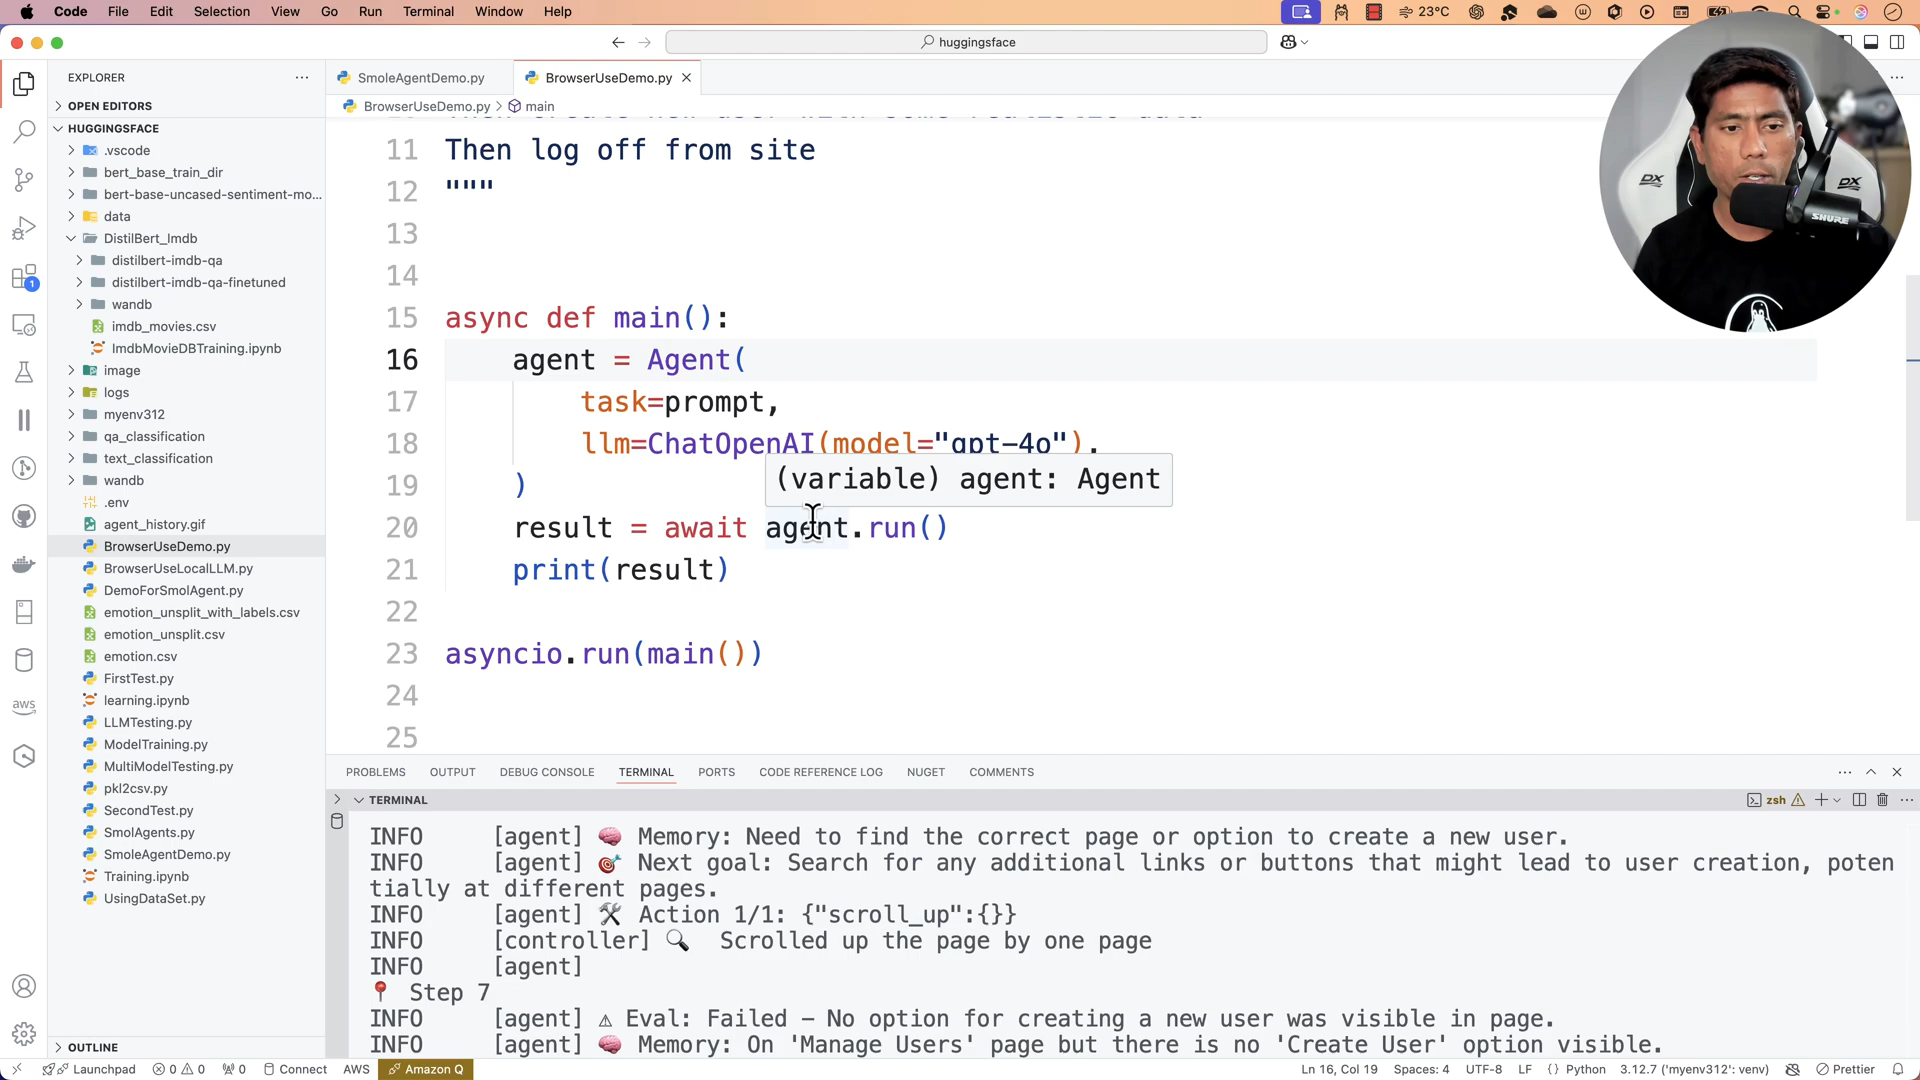 Code File Edit Selection View Go Run Terminal Window Help
23°C
huggingsface
EXPLORER
OPEN EDITORS
HUGGINGSFACE
.vscode
bert_base_train_dir
bert-base-uncased-sentiment-mo...
data
DistilBert_Imdb
distilbert-imdb-qa
distilbert-imdb-qa-finetuned
wandb
imdb_movies.csv
ImdbMovieDBTraining.ipynb
image
logs
myenv312
qa_classification
text_classification
wandb
.env
agent_history.gif
BrowserUseDemo.py
BrowserUseLocalLLM.py
DemoForSmolAgent.py
emotion_unsplit_with_labels.csv
emotion_unsplit.csv
emotion.csv
FirstTest.py
learning.ipynb
LLMTesting.py
ModelTraining.py
MultiModelTesting.py
pkl2csv.py
SecondTest.py
SmolAgents.py
SmoleAgentDemo.py
Training.ipynb
UsingDataSet.py
OUTLINE
1
aws
SmoleAgentDemo.py BrowserUseDemo.py
BrowserUseDemo.py > main
11 Then log off from site
12 """
13
14
15 async def main():
16 agent = Agent(
17 task=prompt,
18 llm=ChatOpenAI(model="gpt-4o"),
(variable) agent: Agent
19 )
20 result = await agent.run()
21 print(result)
22
23 asyncio.run(main())
24
25
PROBLEMS OUTPUT DEBUG CONSOLE TERMINAL PORTS CODE REFERENCE LOG NUGET COMMENTS
TERMINAL
zsh
INFO [agent] 🧠 Memory: Need to find the correct page or option to create a new user.
INFO [agent] 🎯 Next goal: Search for any additional links or buttons that might lead to user creation, poten
tially at different pages.
INFO [agent] 🛠 Action 1/1: {"scroll_up":{}}
INFO [controller] 🔍 Scrolled up the page by one page
INFO [agent]
📍 Step 7
INFO [agent] ⚠ Eval: Failed – No option for creating a new user was visible in page.
INFO [agent] 🧠 Memory: On 'Manage Users' page but there is no 'Create User' option visible.
Launchpad 0 0 0 Connect AWS Amazon Q Ln 16, Col 19 Spaces: 4 UTF-8 LF {} Python 3.12.7 ('myenv312': venv) Prettier
DX
DX
SHURE